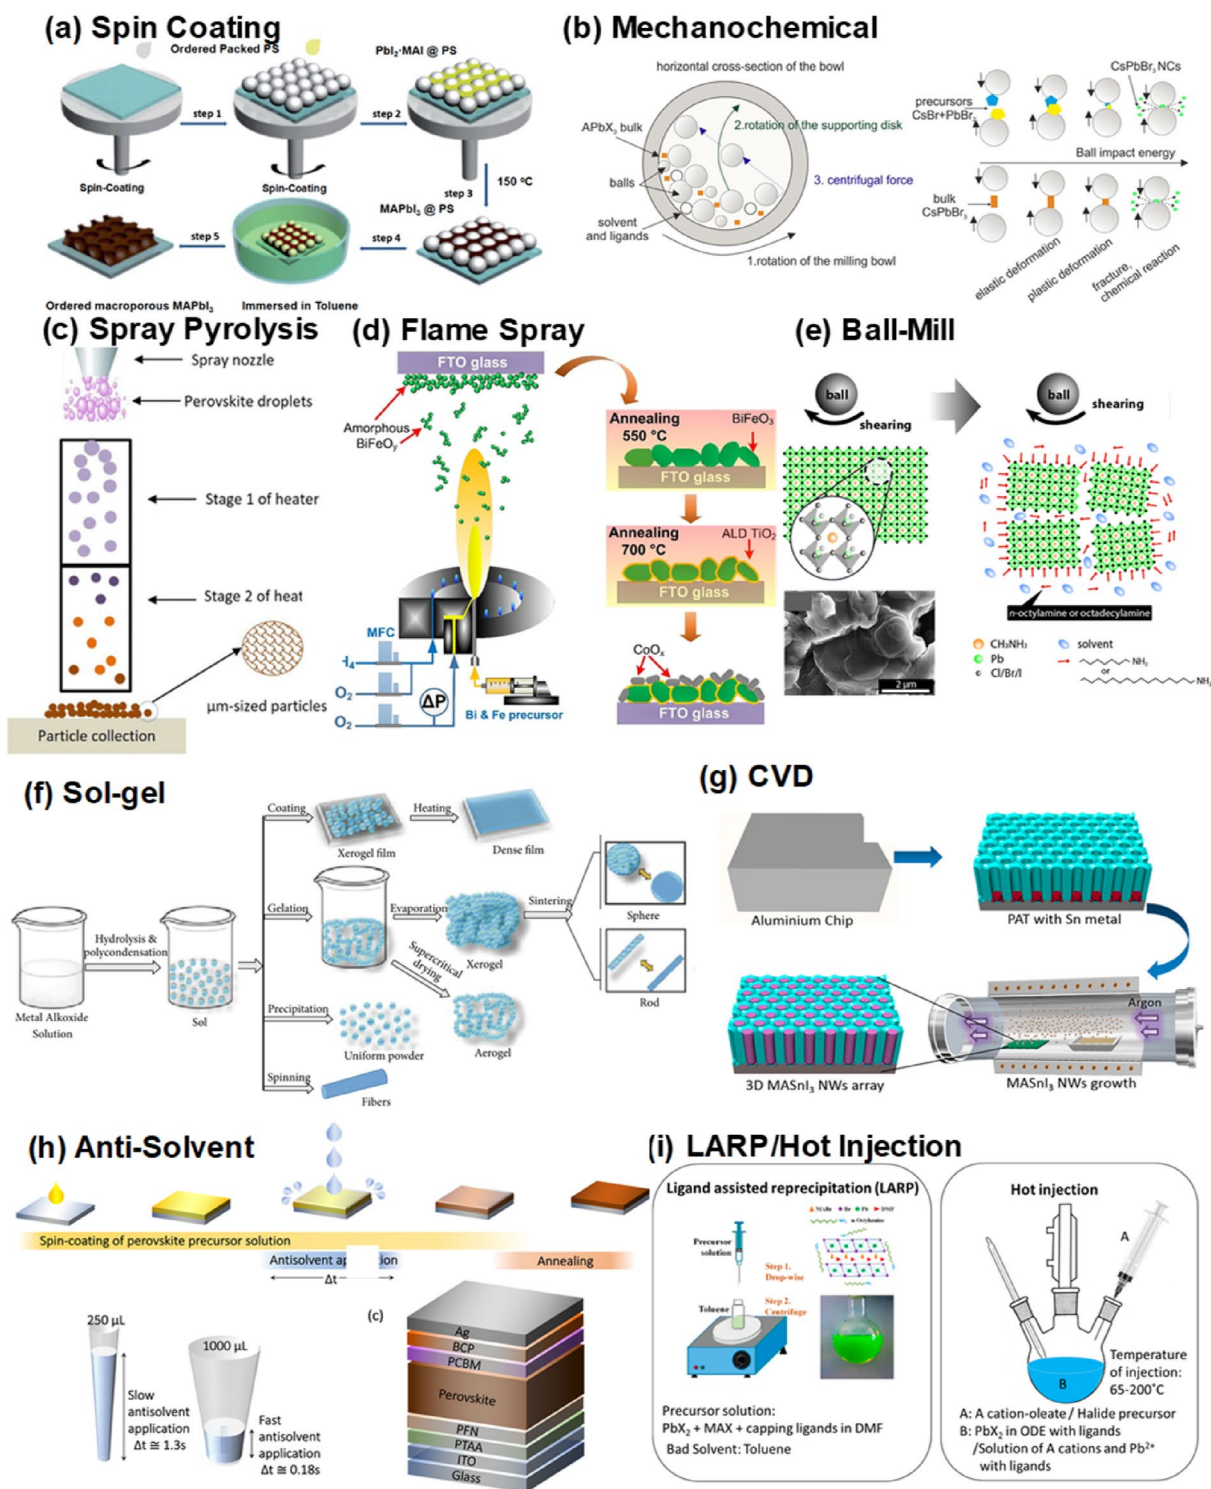 (a) Spin Coating
Ordered Packed PS
PbI₂·MAI @ PS
step 1
step 2
Spin-Coating
Spin-Coating
step 3
150 °C
MAPbI₃ @ PS
step 5
step 4
Ordered macroporous MAPbI₃
Immersed in Toluene
(b) Mechanochemical
horizontal cross-section of the bowl
CsPbBr₃ NCs
precursors
CsBr+PbBr₂
2.rotation of the supporting disk
APbX₃ bulk
balls
3. centrifugal force
Ball impact energy
solvent
and ligands
bulk
CsPbBr₃
1.rotation of the milling bowl
elastic deformation
plastic deformation
fracture,
chemical reaction
(c) Spray Pyrolysis
Spray nozzle
Perovskite droplets
Stage 1 of heater
Stage 2 of heat
μm-sized particles
Particle collection
(d) Flame Spray
FTO glass
Amorphous
BiFeOᵧ
MFC
H₄
O₂
O₂
ΔP
Bi & Fe precursor
Annealing
550 °C
BiFeO₃
FTO glass
Annealing
700 °C
ALD TiO₂
FTO glass
CoOₓ
FTO glass
(e) Ball-Mill
ball
shearing
ball
shearing
2 μm
n-octylamine or octadecylamine
CH₃NH₃
Pb
Cl/Br/I
solvent
NH₂
or
NH₂
(f) Sol-gel
Coating
Heating
Xerogel film
Dense film
Hydrolysis &
polycondensation
Gelation
Evaporation
Sintering
Sphere
Xerogel
Supercritical
drying
Rod
Metal Alkoxide
Solution
Sol
Precipitation
Uniform powder
Aerogel
Spinning
Fibers
(g) CVD
Aluminium Chip
PAT with Sn metal
Argon
3D MASnI₃ NWs array
MASnI₃ NWs growth
(h) Anti-Solvent
Spin-coating of perovskite precursor solution
Antisolvent ap ion
Annealing
Δt
250 μL
1000 μL
Slow
antisolvent
application
Δt ≅ 1.3s
Fast
antisolvent
application
Δt ≅ 0.18s
(c)
Ag
BCP
PCBM
Perovskite
PFN
PTAA
ITO
Glass
(i) LARP/Hot Injection
Ligand assisted reprecipitation (LARP)
MABr
Br
Pb
DMF
n-Octylamine
Precursor
solution
Step 1.
Drop-wise
Toluene
Step 2.
Centrifuge
Precursor solution:
PbX₂ + MAX + capping ligands in DMF
Bad Solvent: Toluene
Hot injection
A
B
Temperature
of injection:
65-200°C
A: A cation-oleate / Halide precursor
B: PbX₂ in ODE with ligands
/Solution of A cations and Pb²⁺
with ligands